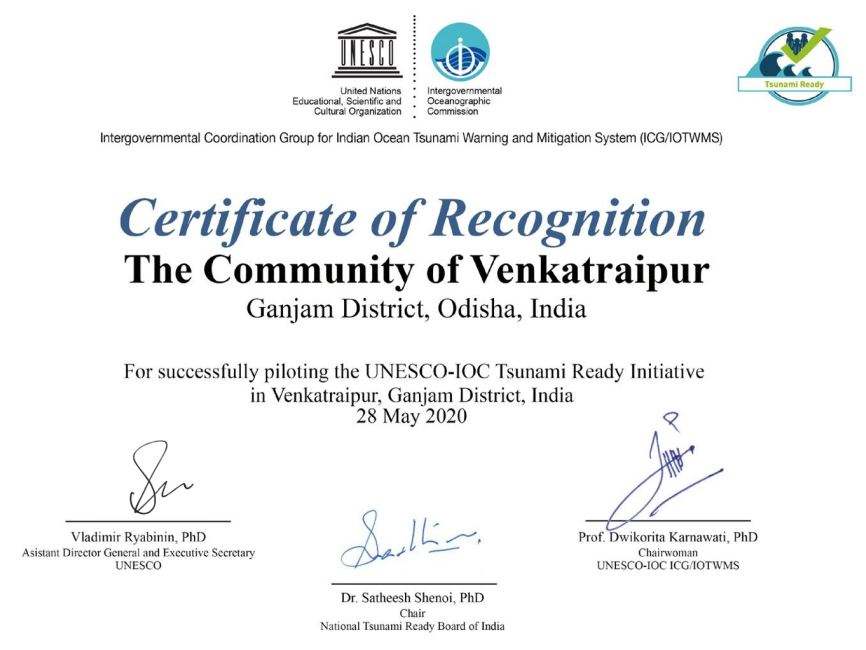 UNESCO
United Nations
Educational, Scientific and
Cultural Organization
Intergovernmental
Oceanographic
Commission
Tsunami Ready
Intergovernmental Coordination Group for Indian Ocean Tsunami Warning and Mitigation System (ICG/IOTWMS)
Certificate of Recognition
The Community of Venkatraipur
Ganjam District, Odisha, India
For successfully piloting the UNESCO-IOC Tsunami Ready Initiative
in Venkatraipur, Ganjam District, India
28 May 2020
Vladimir Ryabinin, PhD
Asistant Director General and Executive Secretary
UNESCO
Prof. Dwikorita Karnawati, PhD
Chairwoman
UNESCO-IOC ICG/IOTWMS
Dr. Satheesh Shenoi, PhD
Chair
National Tsunami Ready Board of India